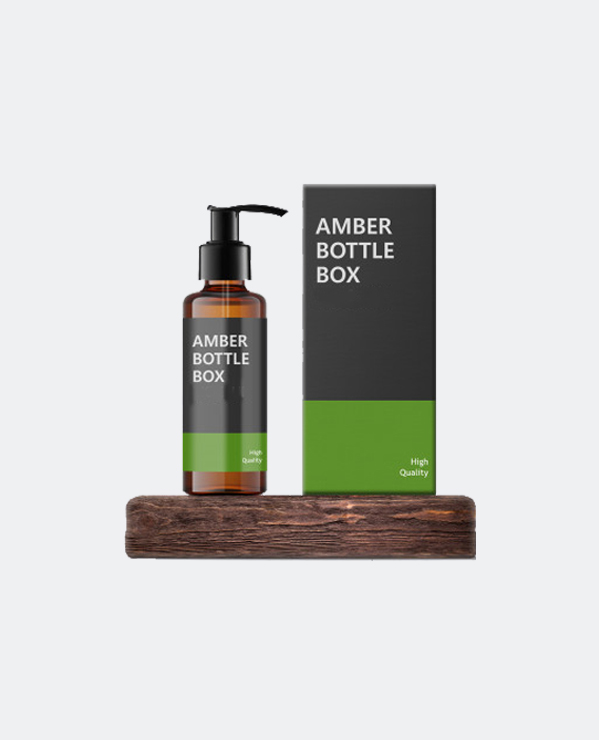 AMBER
BOTTLE
BOX
High
Quality
AMBER
BOTTLE
BOX
High
Quality